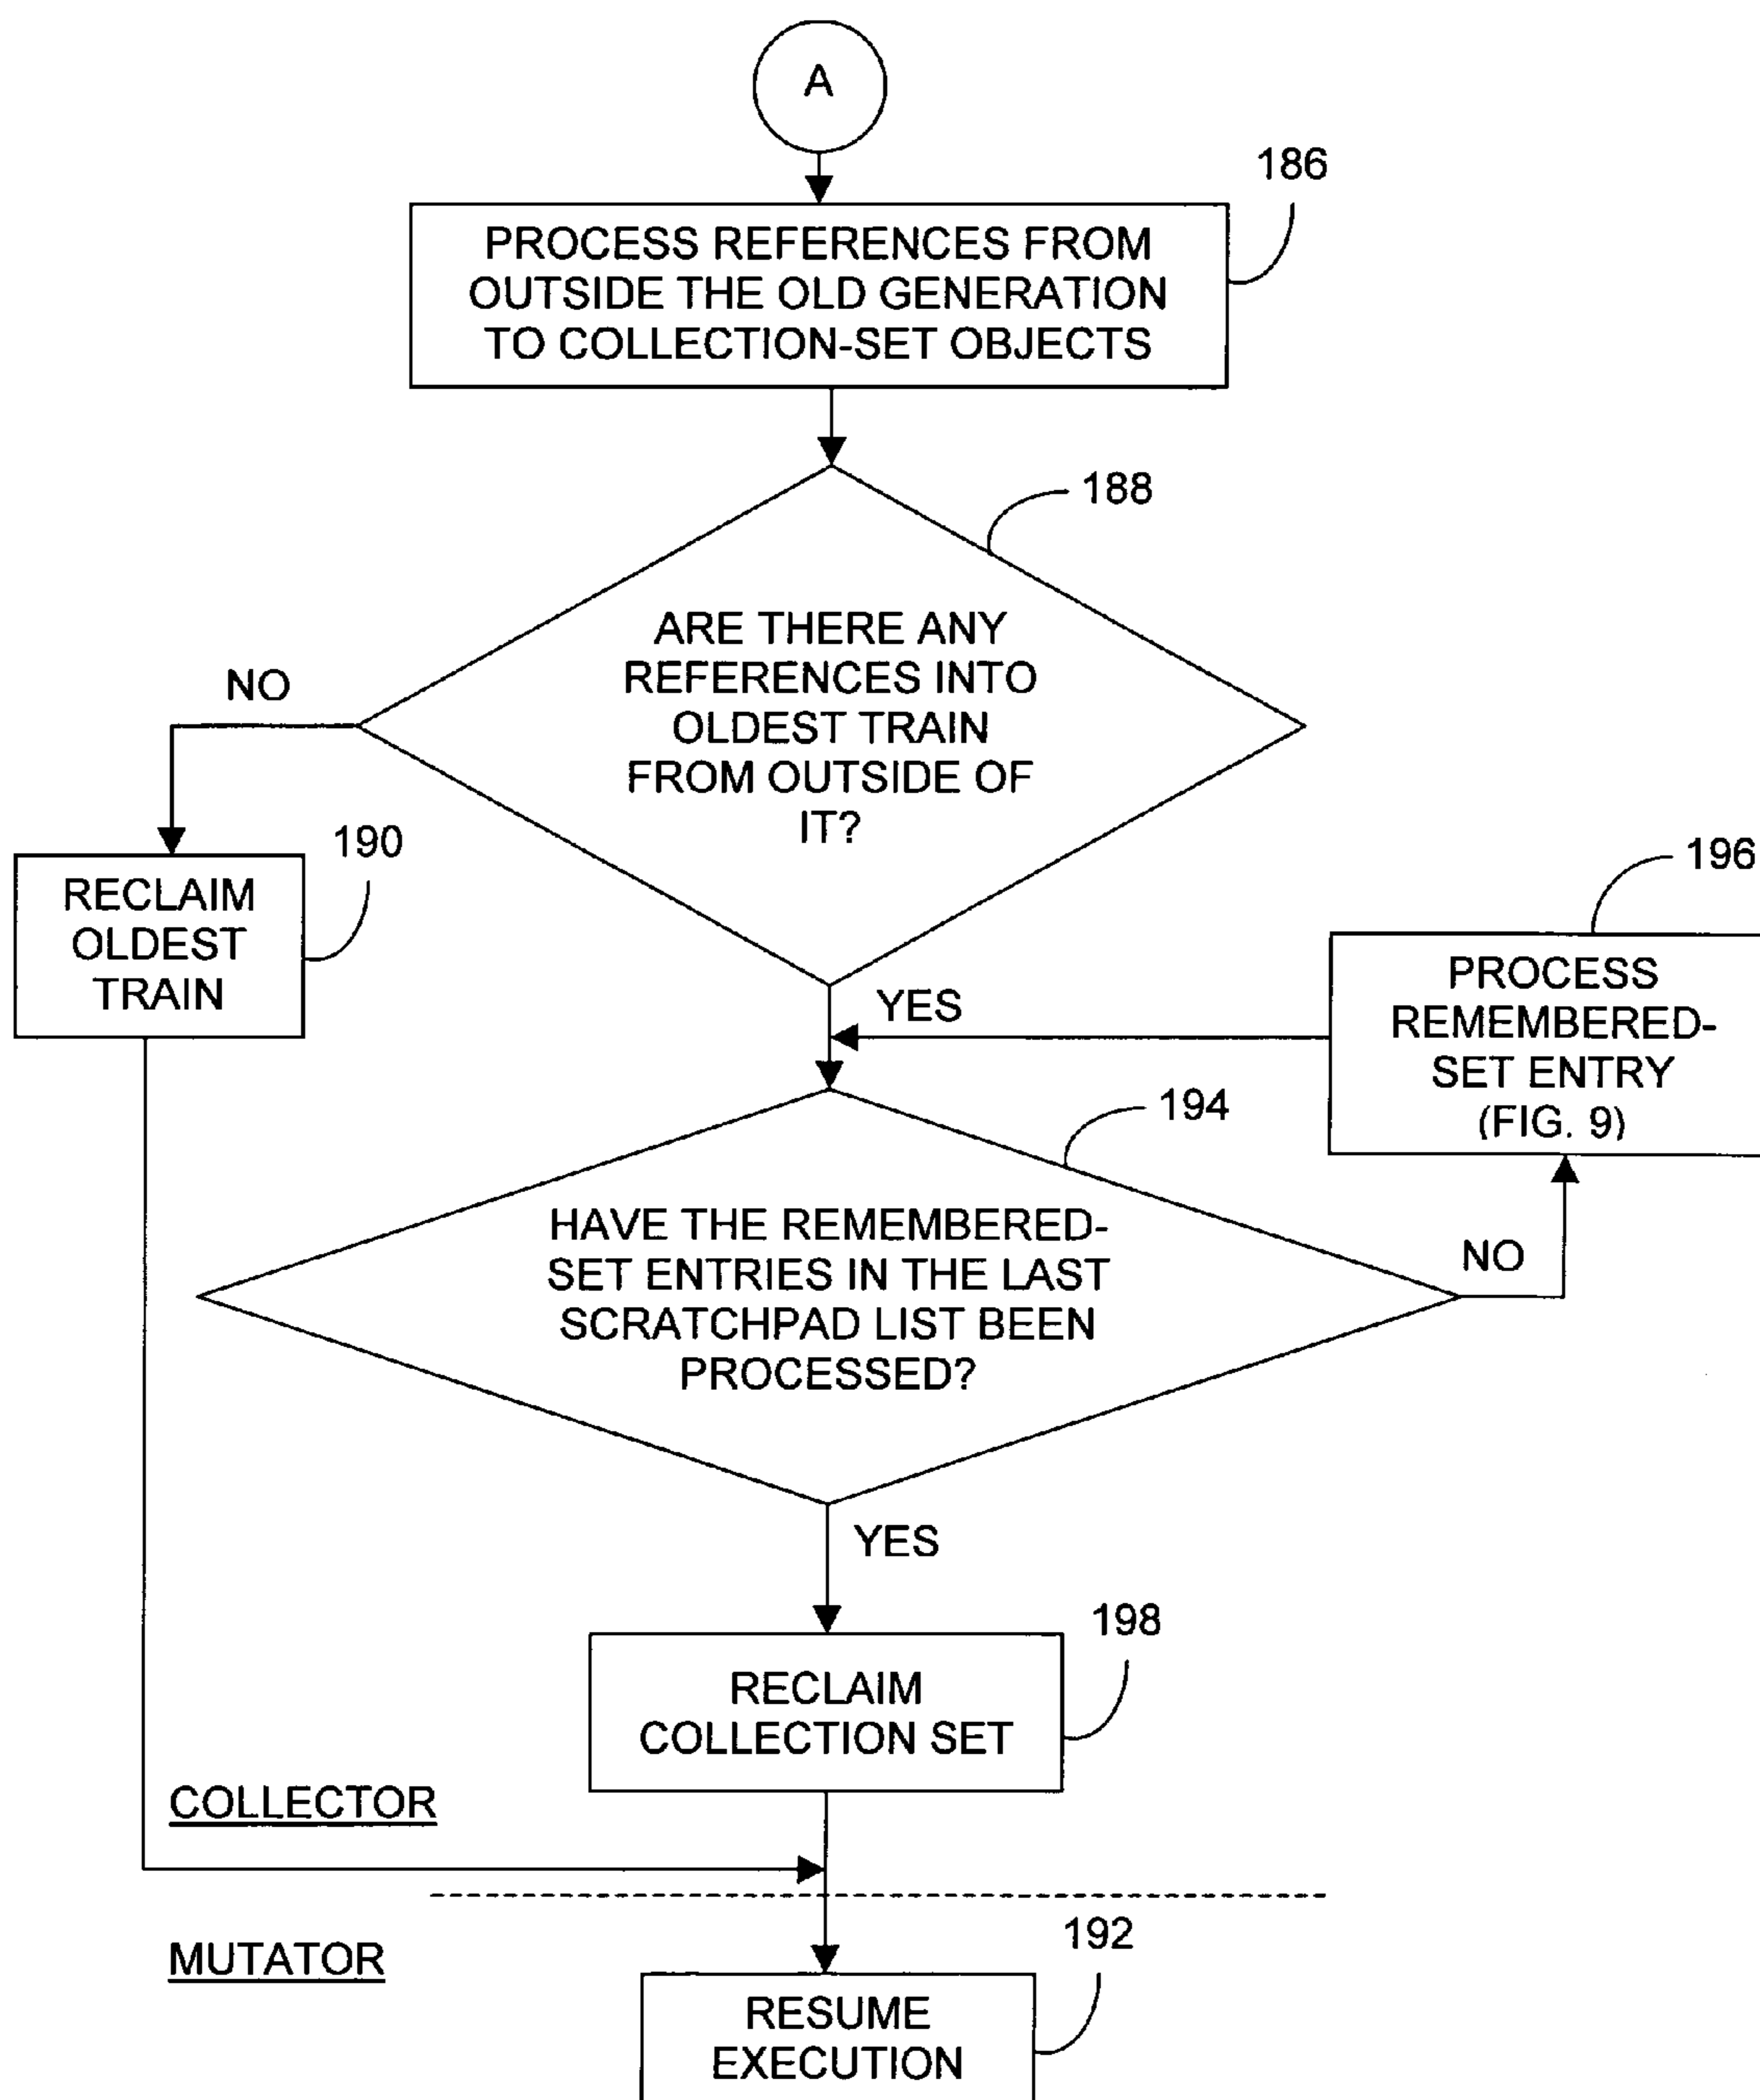 A
186
PROCESS REFERENCES FROM
OUTSIDE THE OLD GENERATION
TO COLLECTION-SET OBJECTS
188
ARE THERE ANY
REFERENCES INTO
OLDEST TRAIN
FROM OUTSIDE OF
IT?
NO
190
RECLAIM
OLDEST
TRAIN
YES
196
PROCESS
REMEMBERED-
SET ENTRY
(FIG. 9)
194
HAVE THE REMEMBERED-
SET ENTRIES IN THE LAST
SCRATCHPAD LIST BEEN
PROCESSED?
NO
YES
198
RECLAIM
COLLECTION SET
COLLECTOR
MUTATOR
192
RESUME
EXECUTION